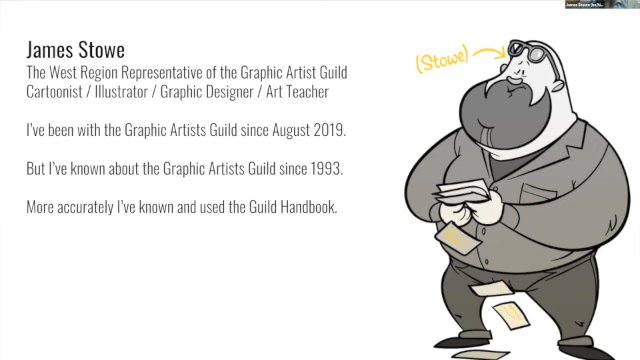 James Stowe
The West Region Representative of the Graphic Artist Guild
Cartoonist / Illustrator / Graphic Designer / Art Teacher
I've been with the Graphic Artists Guild since August 2019.
But I've known about the Graphic Artists Guild since 1993.
More accurately I've known and used the Guild Handbook.
(Stowe)
James Stowe